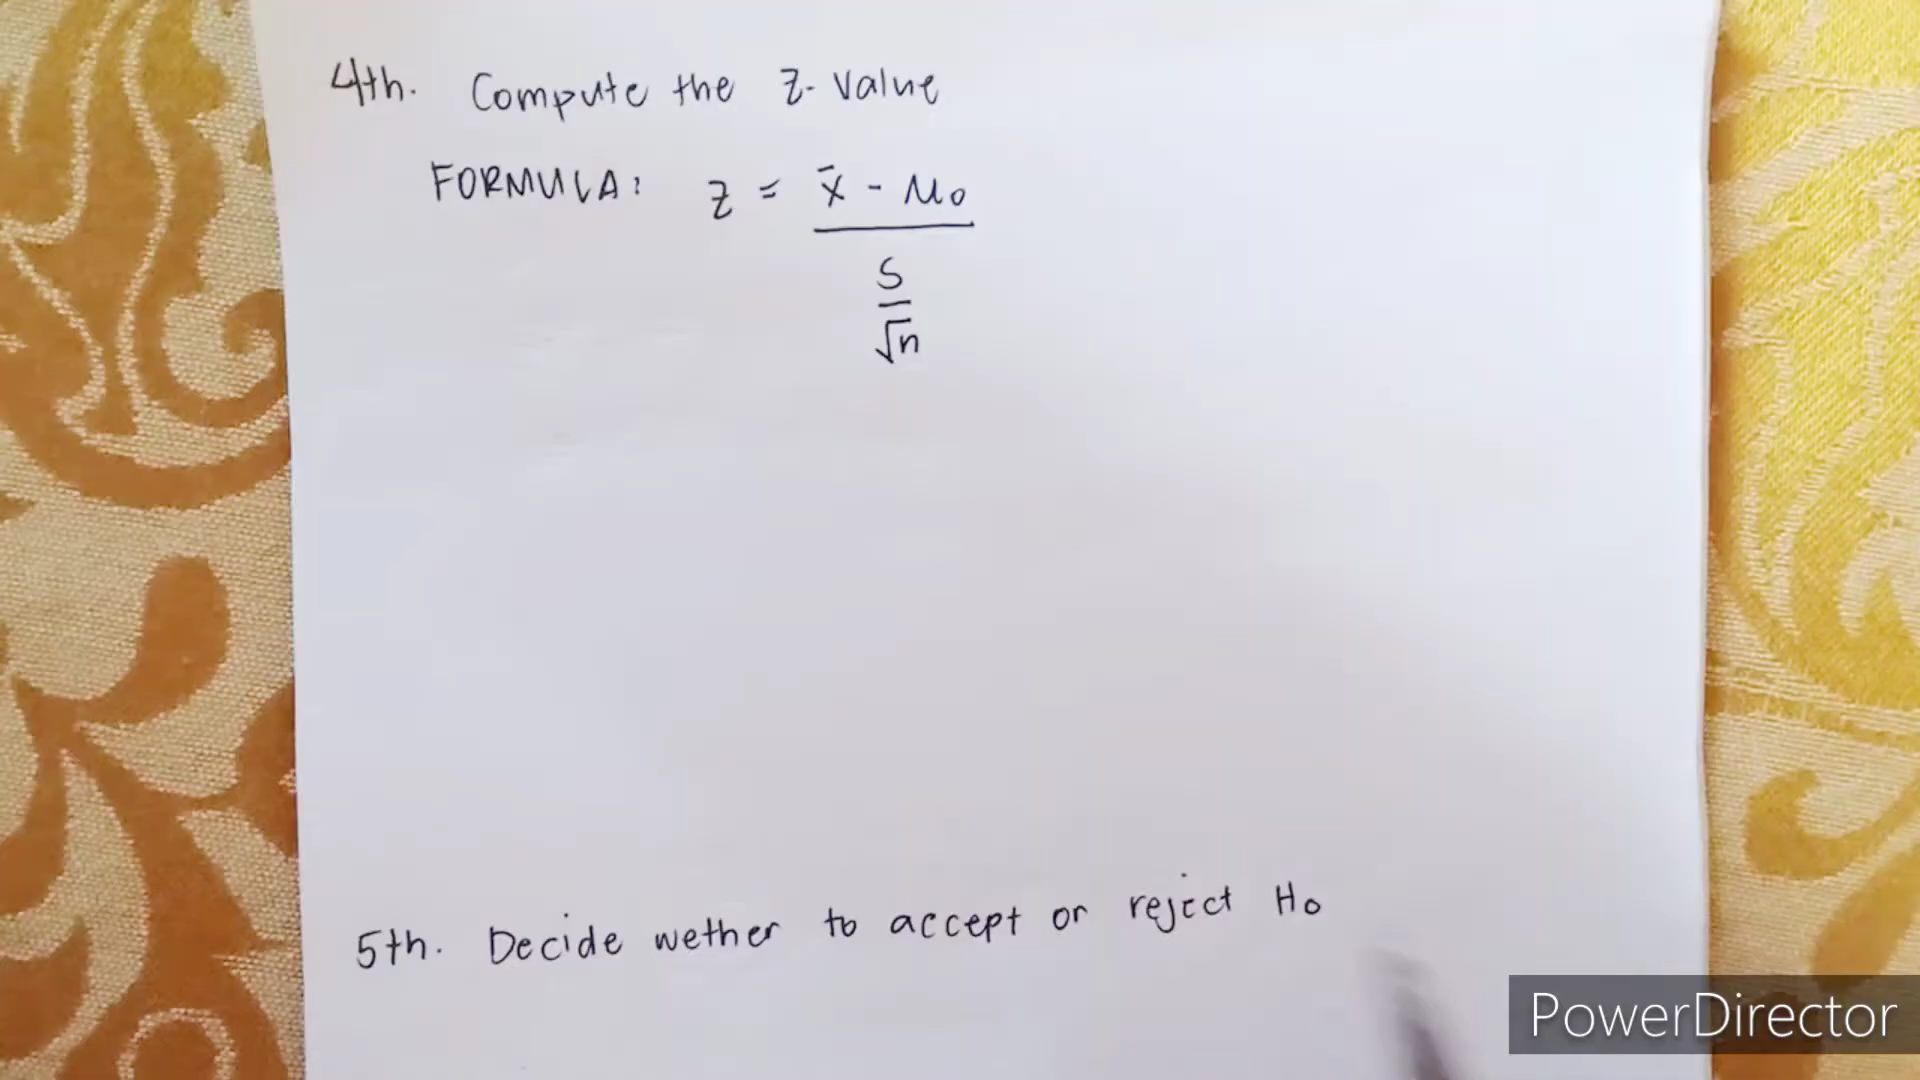 4th. Compute the z-value
FORMULA: z = x̄ - μ₀
S
√n
5th. Decide wether to accept or reject H₀
PowerDirector